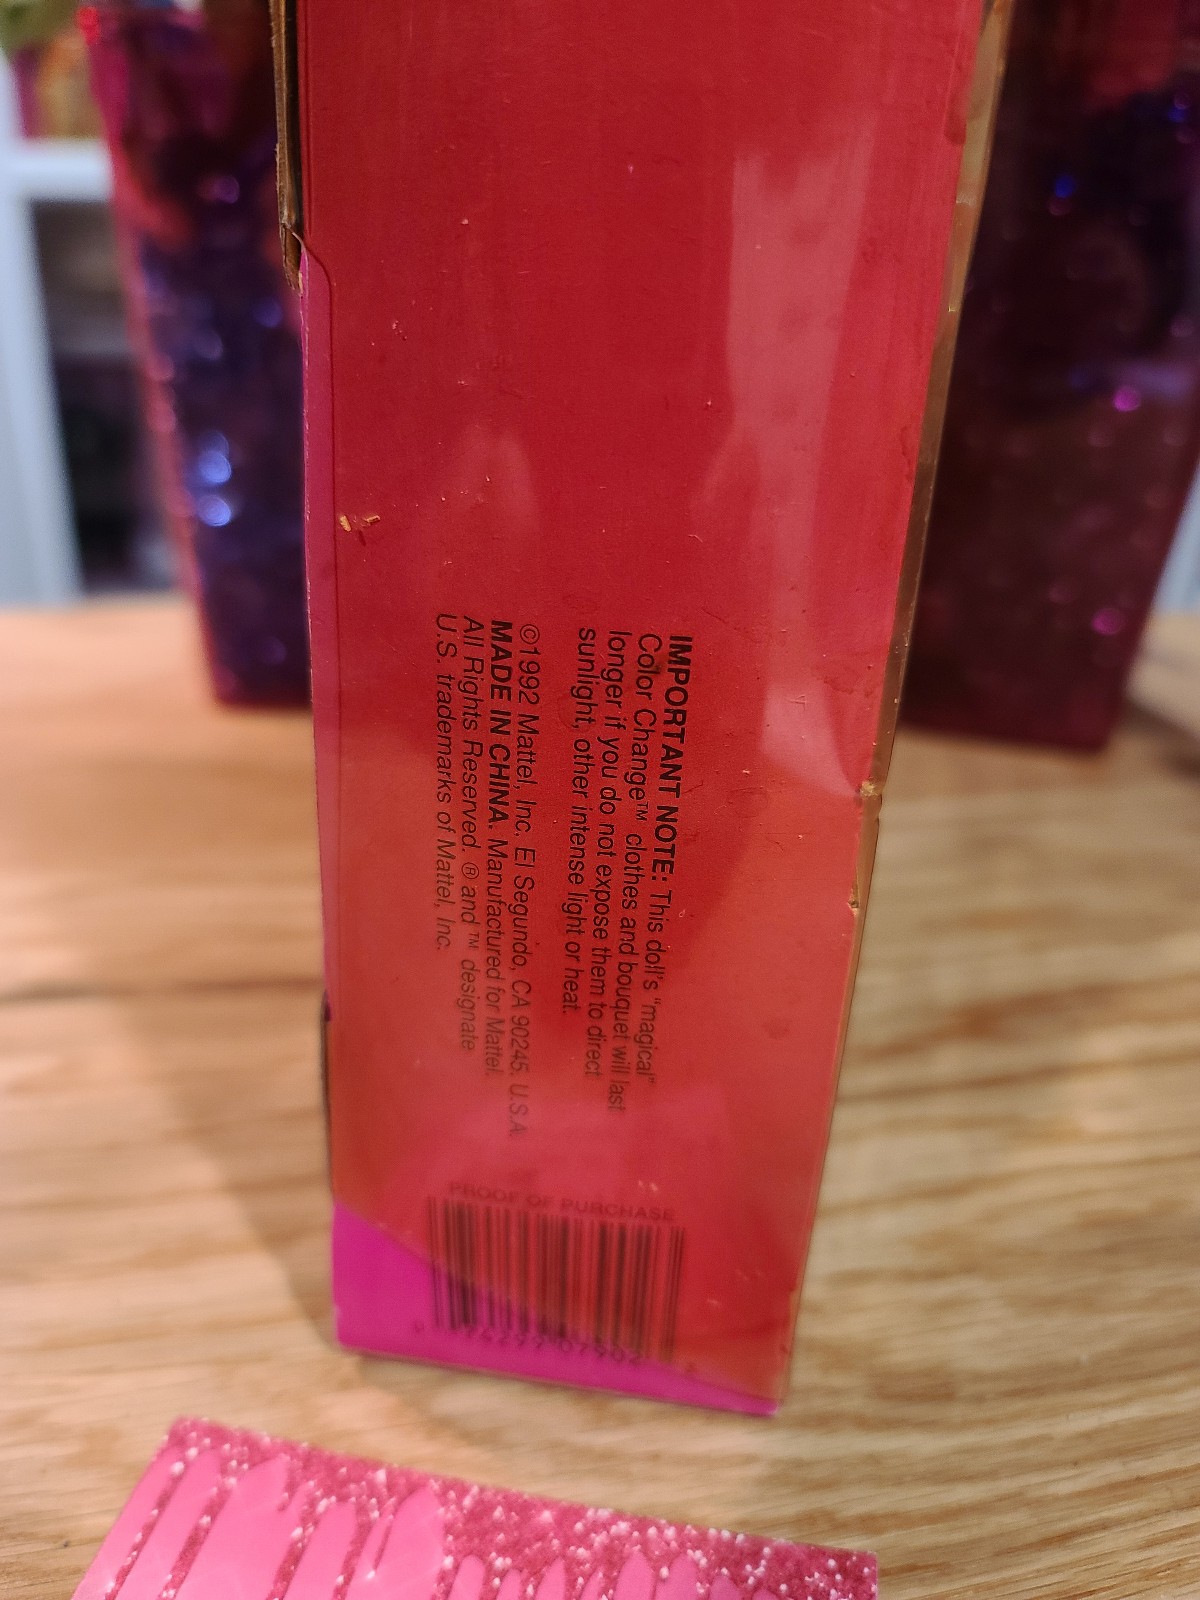 IMPORTANT NOTE: This doll's "magical"
Color Change™ clothes and bouquet will last
longer if you do not expose them to direct
sunlight, other intense light or heat.
©1992 Mattel, Inc. El Segundo, CA 90245. U.S.A.
MADE IN CHINA. Manufactured for Mattel.
All Rights Reserved. ® and ™ designate
U.S. trademarks of Mattel, Inc.
PROOF OF PURCHASE